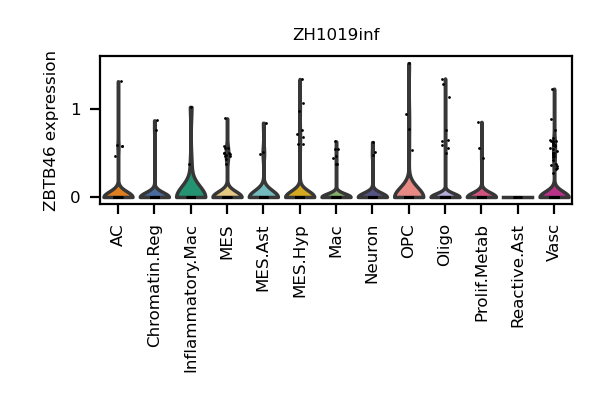 ZH1019inf
ZBTB46 expression
1
0
AC
Chromatin.Reg
Inflammatory.Mac
MES
MES.Ast
MES.Hyp
Mac
Neuron
OPC
Oligo
Prolif.Metab
Reactive.Ast
Vasc